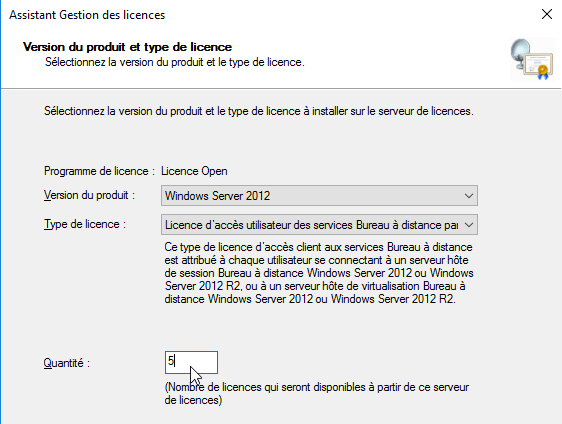 Assistant Gestion des licences
Version du produit et type de licence
Sélectionnez la version du produit et le type de licence.
Sélectionnez la version du produit et le type de licence à installer sur le serveur de licences.
Programme de licence : Licence Open
Version du produit : Windows Server 2012
Type de licence : Licence d'accès utilisateur des services Bureau à distance par
Ce type de licence d'accès client aux services Bureau à distance
est attribué à chaque utilisateur se connectant à un serveur hôte
de session Bureau à distance Windows Server 2012 ou Windows
Server 2012 R2, ou à un serveur hôte de virtualisation Bureau à
distance Windows Server 2012 ou Windows Server 2012 R2.
Quantité : 5
(Nombre de licences qui seront disponibles à partir de ce serveur
de licences)